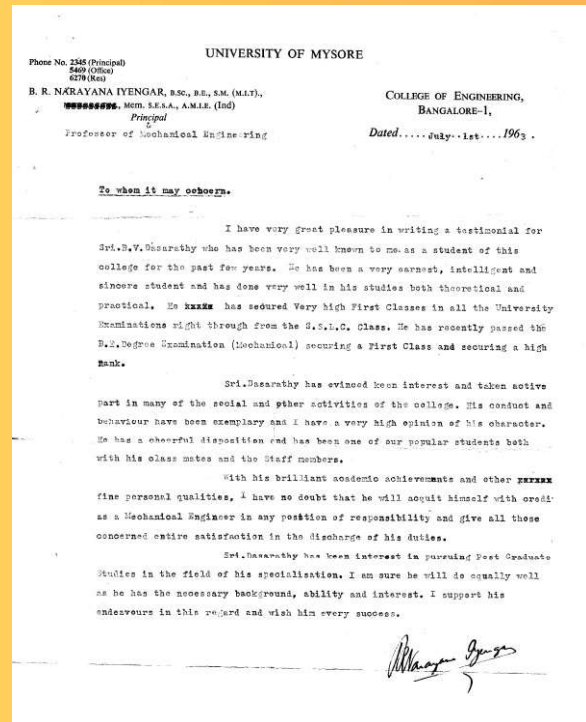 UNIVERSITY OF MYSORE
Phone No. 2345 (Principal)
5469 (Office)
6270 (Res)
B. R. NARAYANA IYENGAR, B.SC., B.E., S.M. (M.I.T).,
, Mem. S.E.S.A., A.M.I.E. (Ind)
Principal
&
Professor of Mechanical Engineering
COLLEGE OF ENGINEERING,
BANGALORE-1,
Dated.....July..1st....1963.
To whom it may concern.
I have very great pleasure in writing a testimonial for
Sri.B.V.Dasarathy who has been very well known to me as a student of this
college for the past few years. He has been a very earnest, intelligent and
sincere student and has done very well in his studies both theoretical and
practical. He has secured Very high First Classes in all the University
Examinations right through from the S.S.L.C. Class. He has recently passed the
B.E.Degree Examination (Mechanical) securing a First Class and securing a high
Rank.
Sri.Dasarathy has evinced keen interest and taken active
part in many of the social and other activities of the college. His conduct and
behaviour have been exemplary and I have a very high opinion of his character.
He has a cheerful disposition and has been one of our popular students both
with his class mates and the Staff members.
With his brilliant academic achievements and other
fine personal qualities, I have no doubt that he will acquit himself with credi
as a Mechanical Engineer in any position of responsibility and give all those
concerned entire satisfaction in the discharge of his duties.
Sri.Dasarathy has keen interest in pursuing Post Graduate
Studies in the field of his specialisation. I am sure he will do equally well
as he has the necessary background, ability and interest. I support his
endeavours in this regard and wish him every success.
BRNarayana Iyengar